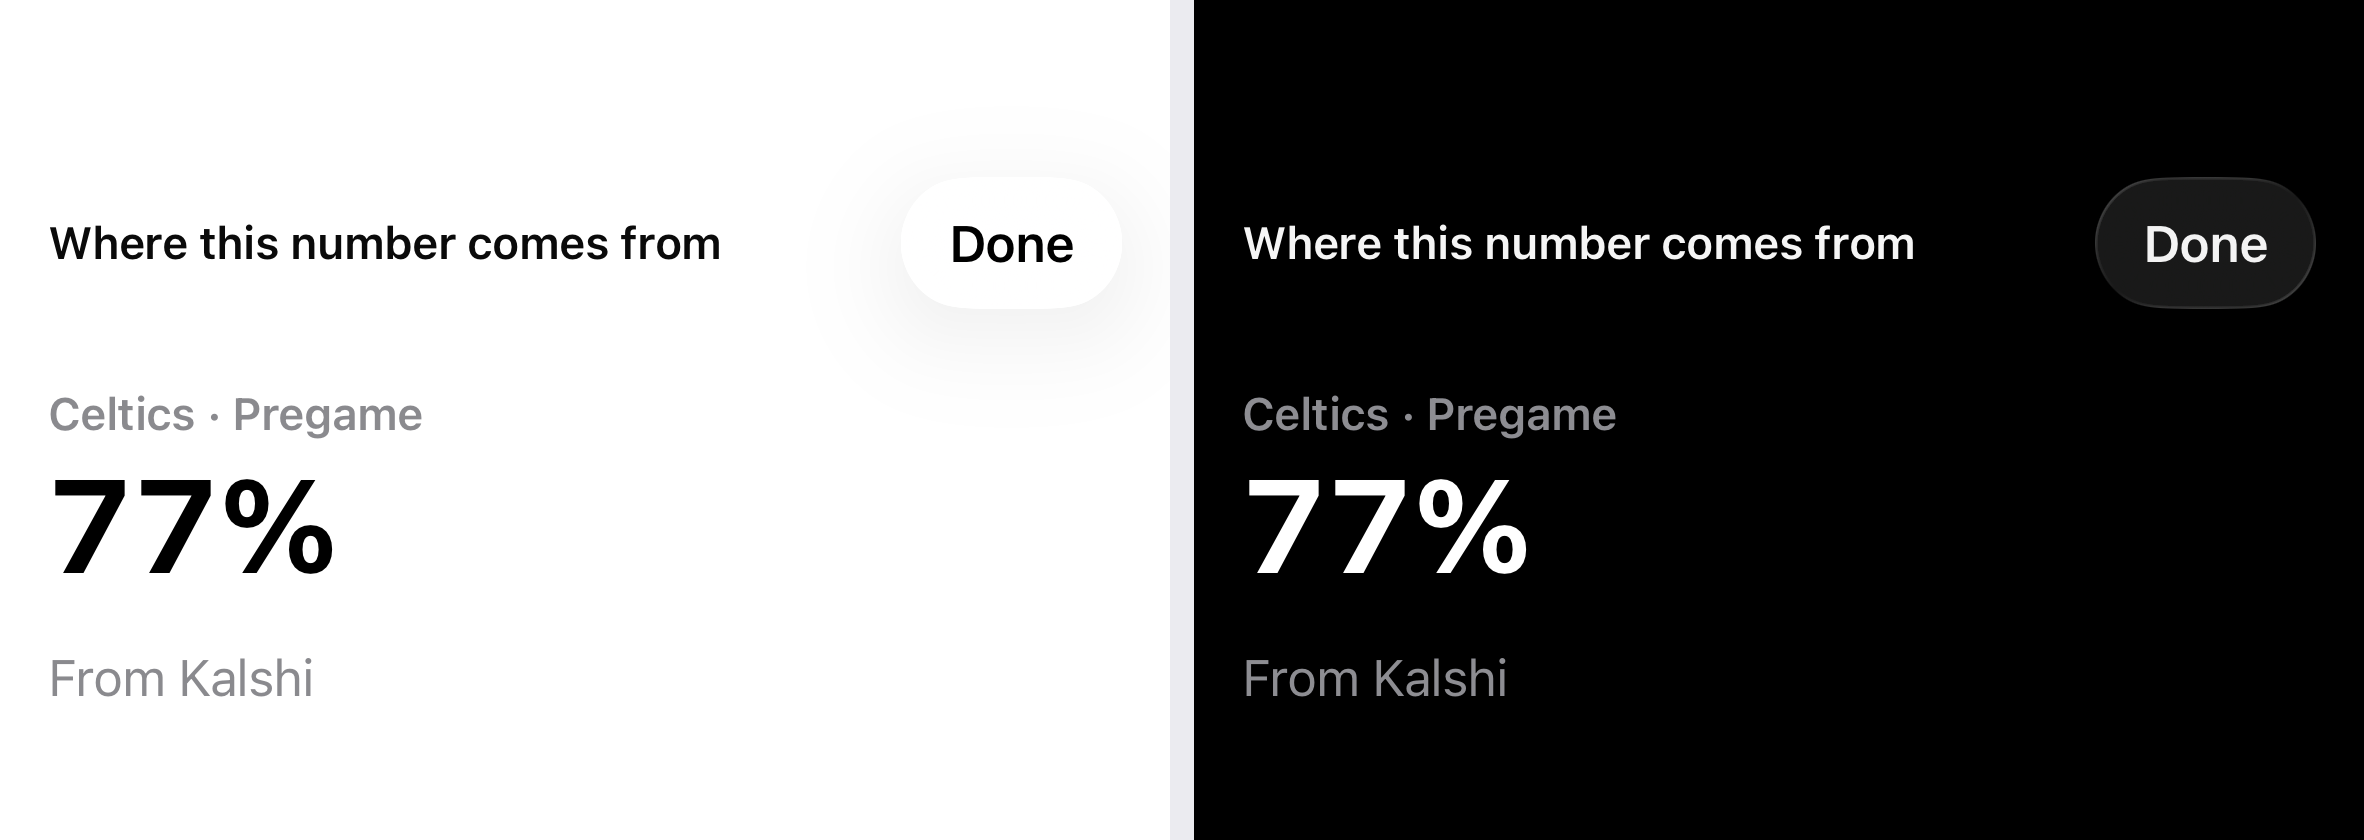 Where this number comes from
Done
Celtics · Pregame
77%
From Kalshi
Where this number comes from
Done
Celtics · Pregame
77%
From Kalshi